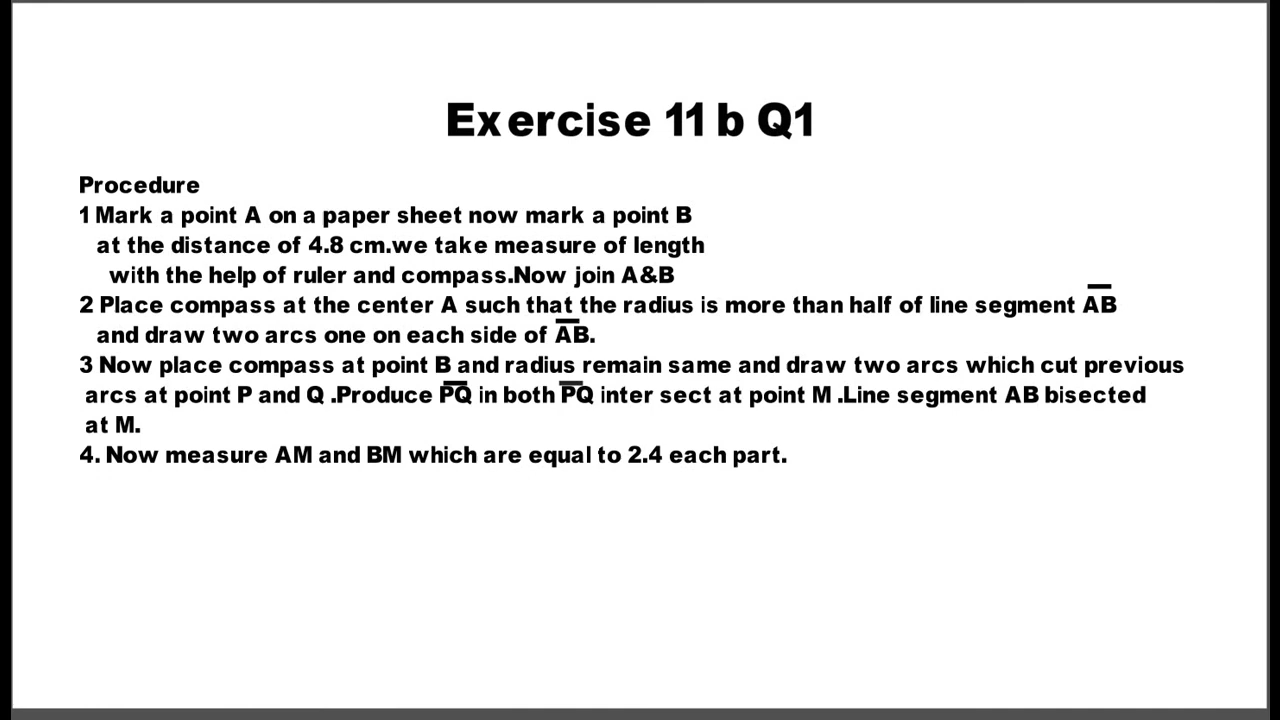 Exercise 11 b Q1
Procedure
1 Mark a point A on a paper sheet now mark a point B
at the distance of 4.8 cm.we take measure of length
with the help of ruler and compass.Now join A&B
2 Place compass at the center A such that the radius is more than half of line segment A̅B̅
and draw two arcs one on each side of A̅B̅.
3 Now place compass at point B and radius remain same and draw two arcs which cut previous
arcs at point P and Q .Produce P̅Q̅ in both P̅Q̅ inter sect at point M .Line segment AB bisected
at M.
4. Now measure AM and BM which are equal to 2.4 each part.